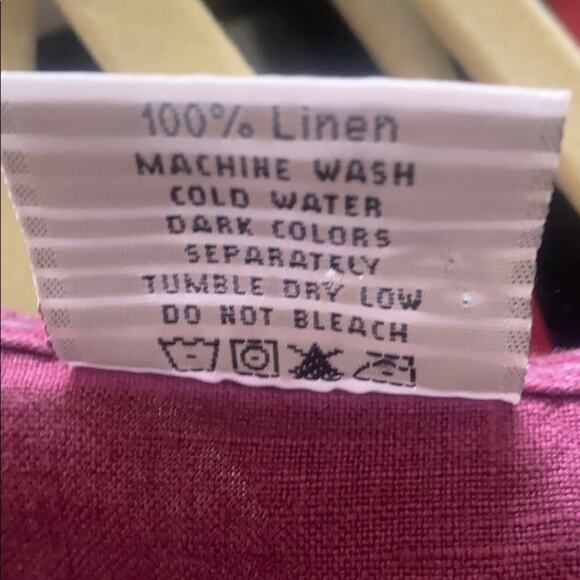 100% Linen
MACHINE WASH
COLD WATER
DARK COLORS
SEPARATELY
TUMBLE DRY LOW
DO NOT BLEACH